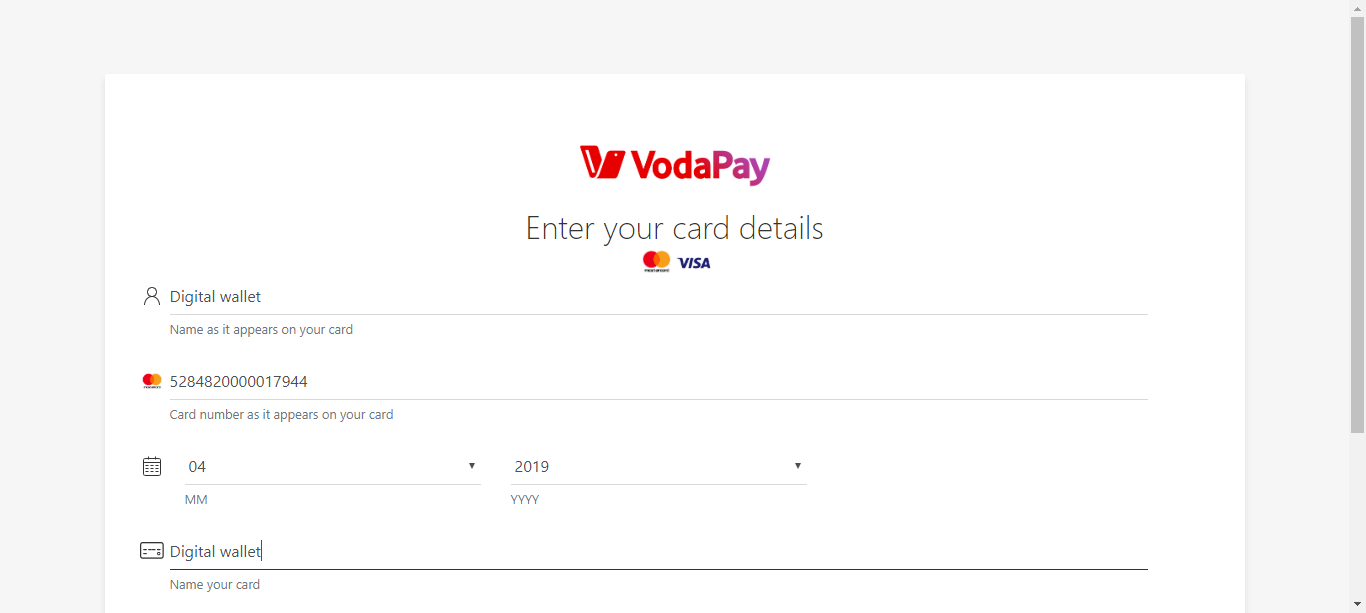 VodaPay
Enter your card details
mastercard VISA
Digital wallet
Name as it appears on your card
5284820000017944
Card number as it appears on your card
04 2019
MM YYYY
Digital wallet
Name your card